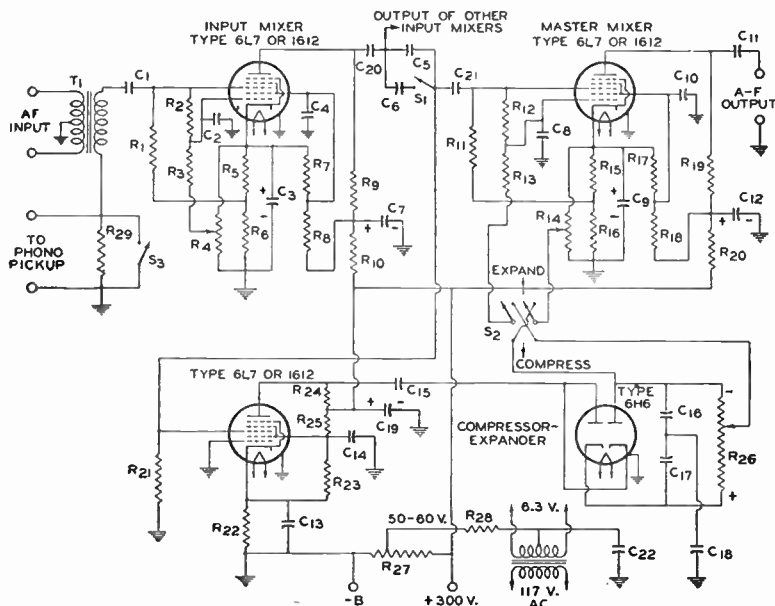 INPUT MIXER
TYPE 6L7 OR 1612
OUTPUT OF OTHER
INPUT MIXERS
MASTER MIXER
TYPE 6L7 OR 1612
C11
T1
C1
C20
C5
C6
S1
C21
C10
A-F
OUTPUT
AF
INPUT
R2
C2
C4
R12
C8
R1
R3
R5
R7
R9
R11
R13
R15
R17
R19
+
C3
-
+
C9
-
R4
R6
R8
+
C7
-
R14
R16
R18
+
C12
-
R10
R20
TO
PHONO
PICKUP
R29
S3
EXPAND
S2
COMPRESS
TYPE 6L7 OR 1612
R24
C15
TYPE
6H6
R25
+
-
C19
COMPRESSOR-
EXPANDER
C16
-
R26
C14
C17
R21
R23
+
R22
C13
50-60 V.
R28
6.3 V.
R27
C22
C18
-B
+300 V.
117 V.
AC